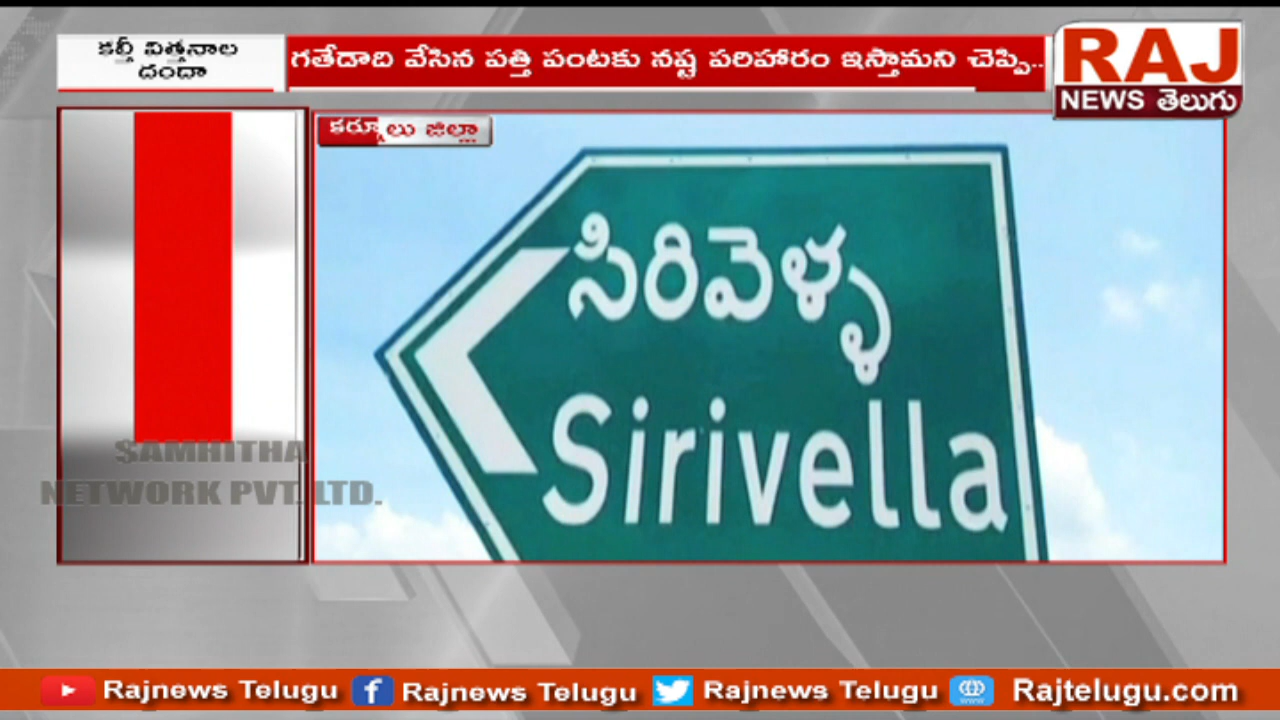 కల్తీ విత్తనాల
దందా
గతేడాది వేసిన పత్తి పంటకు నష్ట పరిహారం ఇస్తామని చెప్పి..
RAJ
NEWS తెలుగు
కర్నూలు జిల్లా
సిరివెళ్ళ
Sirivella
SAMHITHA
NETWORK PVT. LTD.
Rajnews Telugu
Rajnews Telugu
Rajnews Telugu
Rajtelugu.com